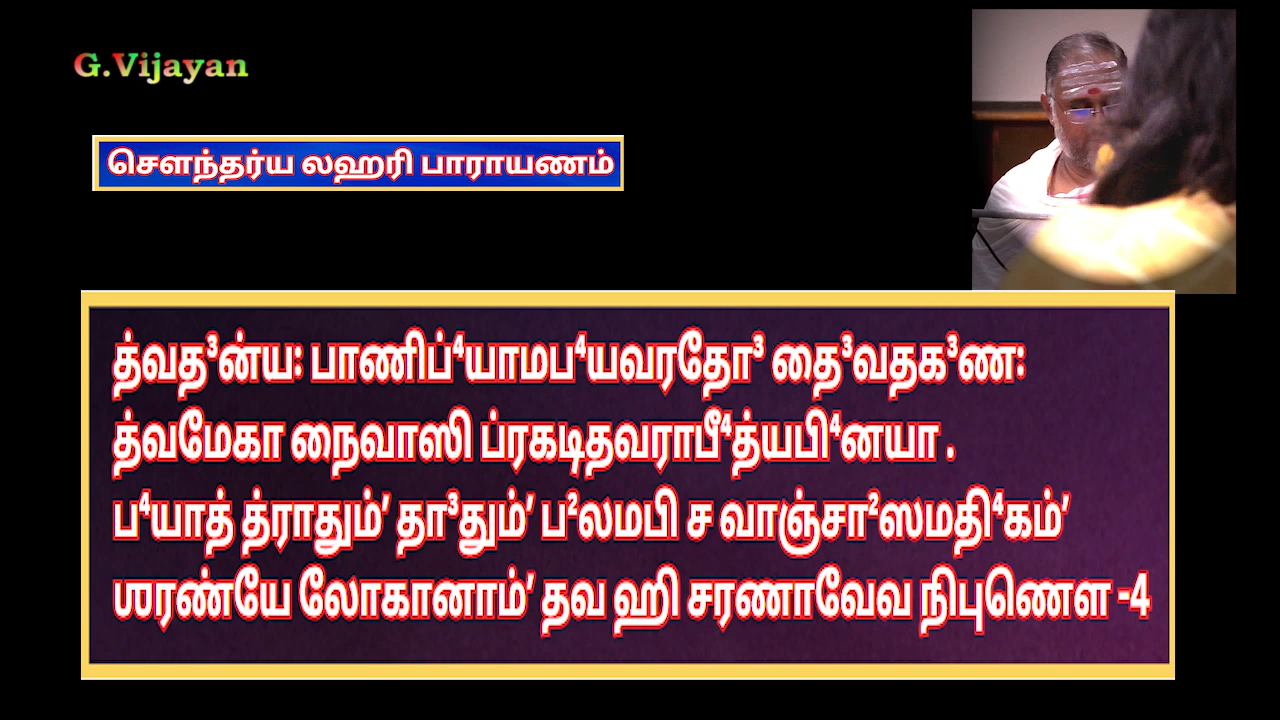 G.Vijayan
சௌந்தர்ய லஹரி பாராயணம்
த்வத³ன்ய: பாணிப்⁴யாமப⁴யவரதோ³ தை³வதக³ண:
த்வமேகா நைவாஸி ப்ரகடிதவராபீ⁴த்யபி⁴னயா .
ப⁴யாத் த்ராதும்ʼ தா³தும்ʼ ப²லமபி ச வாஞ்சா²ஸமதி⁴கம்ʼ
ஶரண்யே லோகானாம்ʼ தவ ஹி சரணாவேவ நிபுணௌ -4